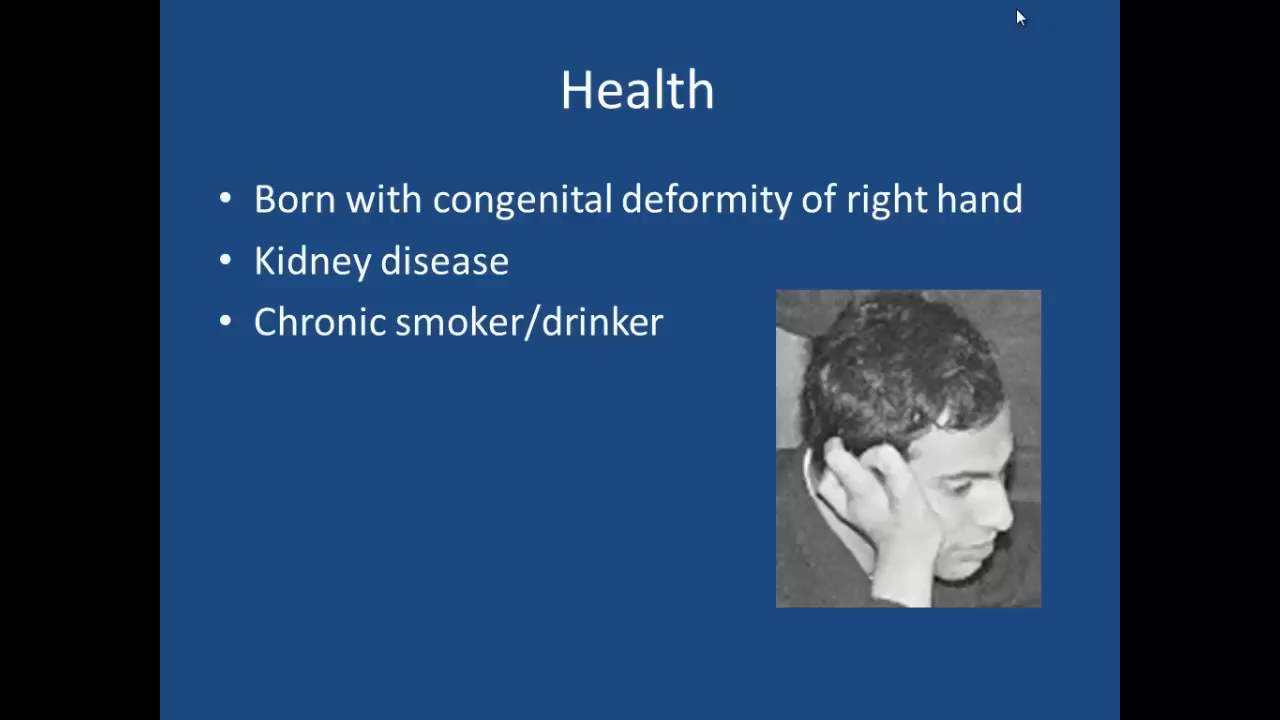 Health
• Born with congenital deformity of right hand
• Kidney disease
• Chronic smoker/drinker